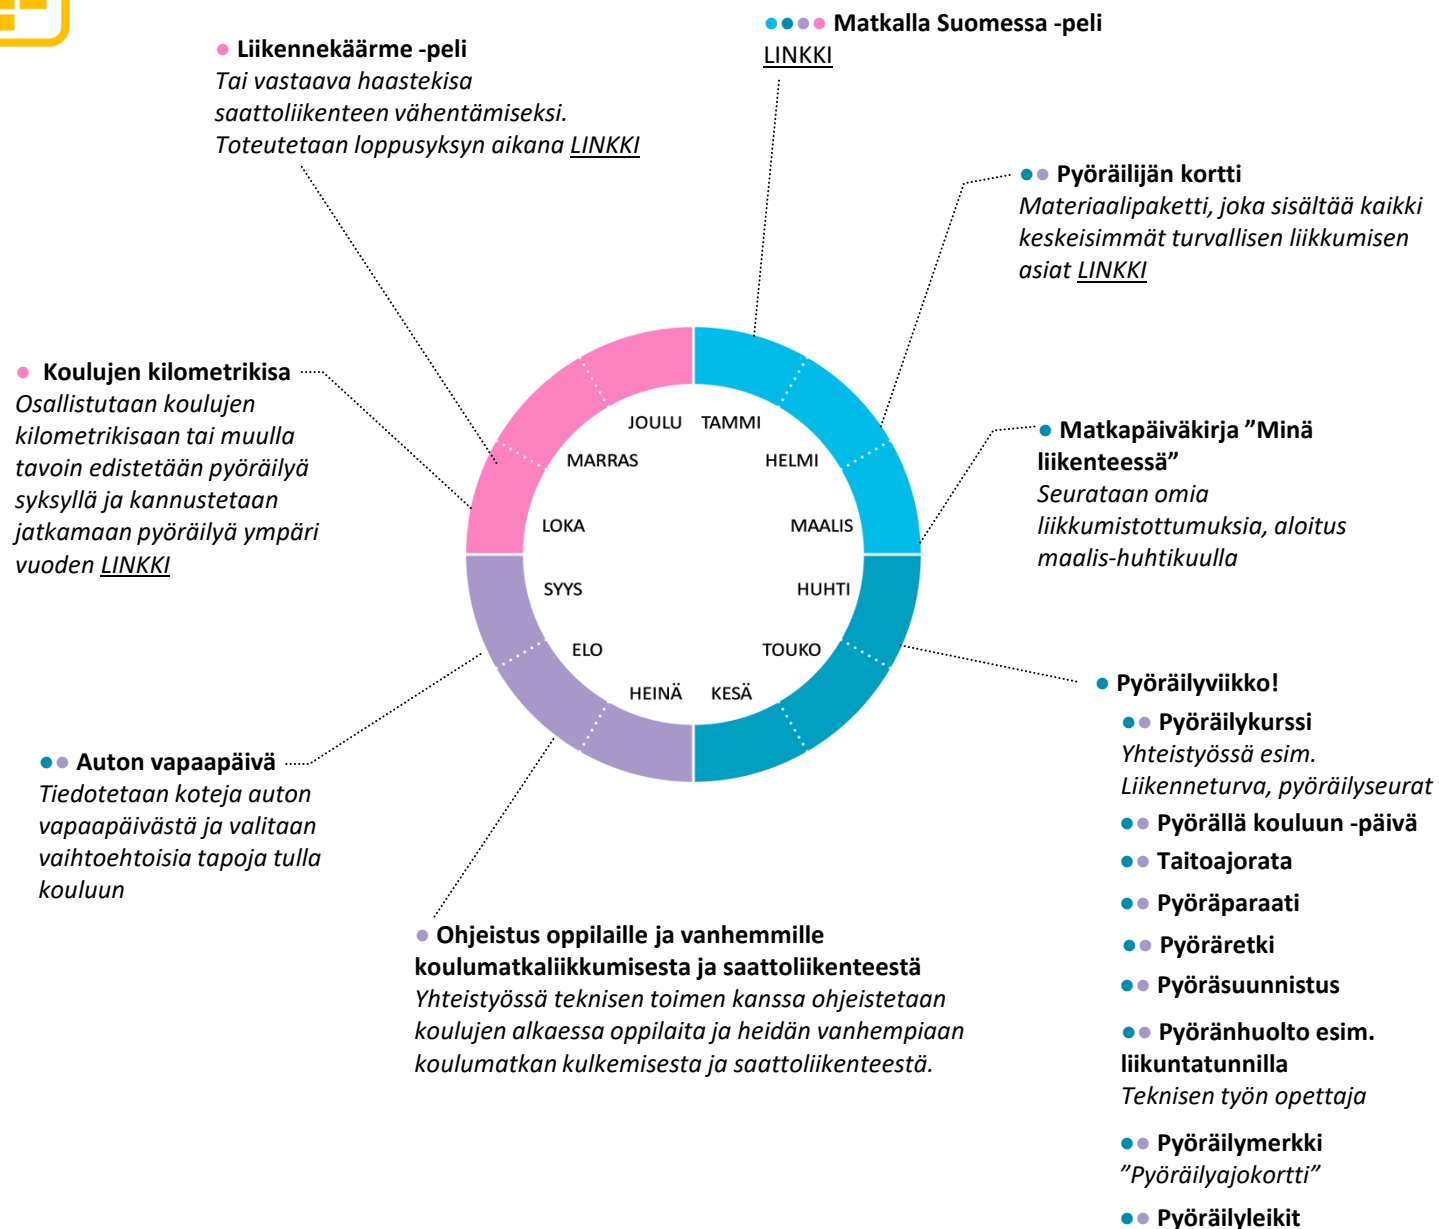 Matkalla Suomessa -peli
LINKKI
Liikennekäärme -peli
Tai vastaava haastekisa
saattoliikenteen vähentämiseksi.
Toteutetaan loppusyksyn aikana LINKKI
Pyöräilijän kortti
Materiaalipaketti, joka sisältää kaikki
keskeisimmät turvallisen liikkumisen
asiat LINKKI
Koulujen kilometrikisa
Osallistutaan koulujen
kilometrikisaan tai muulla
tavoin edistetään pyöräilyä
syksyllä ja kannustetaan
jatkamaan pyöräilyä ympäri
vuoden LINKKI
JOULU TAMMI
MARRAS HELMI
LOKA MAALIS
SYYS HUHTI
ELO TOUKO
HEINÄ KESÄ
Matkapäiväkirja ”Minä
liikenteessä”
Seurataan omia
liikkumistottumuksia, aloitus
maalis-huhtikuulla
Auton vapaapäivä
Tiedotetaan koteja auton
vapaapäivästä ja valitaan
vaihtoehtoisia tapoja tulla
kouluun
Ohjeistus oppilaille ja vanhemmille
koulumatkaliikkumisesta ja saattoliikenteestä
Yhteistyössä teknisen toimen kanssa ohjeistetaan
koulujen alkaessa oppilaita ja heidän vanhempiaan
koulumatkan kulkemisesta ja saattoliikenteestä.
Pyöräilyviikko!
Pyöräilykurssi
Yhteistyössä esim.
Liikenneturva, pyöräilyseurat
Pyörällä kouluun -päivä
Taitoajorata
Pyöräparaati
Pyöräretki
Pyöräsuunnistus
Pyöränhuolto esim.
liikuntatunnilla
Teknisen työn opettaja
Pyöräilymerkki
”Pyöräilyajokortti”
Pyöräilyleikit